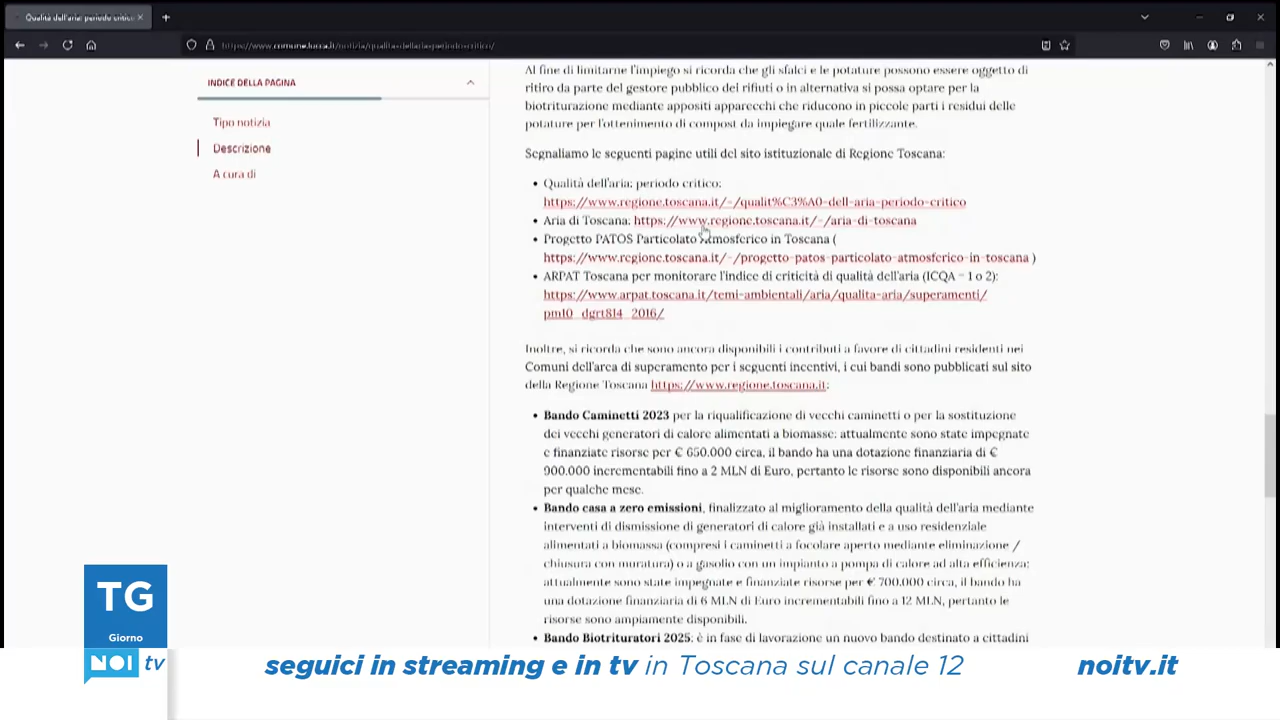 Qualità dell'aria: periodo critico
https://www.comune.lucca.it/notizia/qualita-dellaria-periodo-critico/
INDICE DELLA PAGINA
Tipo notizia
Descrizione
A cura di
Al fine di limitarne l'impiego si ricorda che gli sfalci e le potature possono essere oggetto di
ritiro da parte del gestore pubblico dei rifiuti o in alternativa si possa optare per la
biotriturazione mediante appositi apparecchi che riducono in piccole parti i residui delle
potature per l'ottenimento di compost da impiegare quale fertilizzante.
Segnaliamo le seguenti pagine utili del sito istituzionale di Regione Toscana:
• Qualità dell'aria: periodo critico:
https://www.regione.toscana.it/-/qualit%C3%A0-dell-aria-periodo-critico
• Aria di Toscana: https://www.regione.toscana.it/-/aria-di-toscana
• Progetto PATOS Particolato Atmosferico in Toscana (
https://www.regione.toscana.it/-/progetto-patos-particolato-atmosferico-in-toscana )
• ARPAT Toscana per monitorare l'indice di criticità di qualità dell'aria (ICQA = 1 o 2):
https://www.arpat.toscana.it/temi-ambientali/aria/qualita-aria/superamenti/
pm10_dgrt814_2016/
Inoltre, si ricorda che sono ancora disponibili i contributi a favore di cittadini residenti nei
Comuni dell'area di superamento per i seguenti incentivi, i cui bandi sono pubblicati sul sito
della Regione Toscana https://www.regione.toscana.it:
• Bando Caminetti 2023 per la riqualificazione di vecchi caminetti o per la sostituzione
dei vecchi generatori di calore alimentati a biomasse: attualmente sono state impegnate
e finanziate risorse per € 650.000 circa, il bando ha una dotazione finanziaria di €
900.000 incrementabili fino a 2 MLN di Euro, pertanto le risorse sono disponibili ancora
per qualche mese.
• Bando casa a zero emissioni, finalizzato al miglioramento della qualità dell'aria mediante
interventi di dismissione di generatori di calore già installati e a uso residenziale
alimentati a biomassa (compresi i caminetti a focolare aperto mediante eliminazione /
chiusura con muratura) o a gasolio con un impianto a pompa di calore ad alta efficienza:
attualmente sono state impegnate e finanziate risorse per € 700.000 circa, il bando ha
una dotazione finanziaria di 6 MLN di Euro incrementabili fino a 12 MLN, pertanto le
risorse sono ampiamente disponibili.
• Bando Biotrituratori 2025: è in fase di lavorazione un nuovo bando destinato a cittadini
TG
Giorno
NOI tv
seguici in streaming e in tv in Toscana sul canale 12
noitv.it